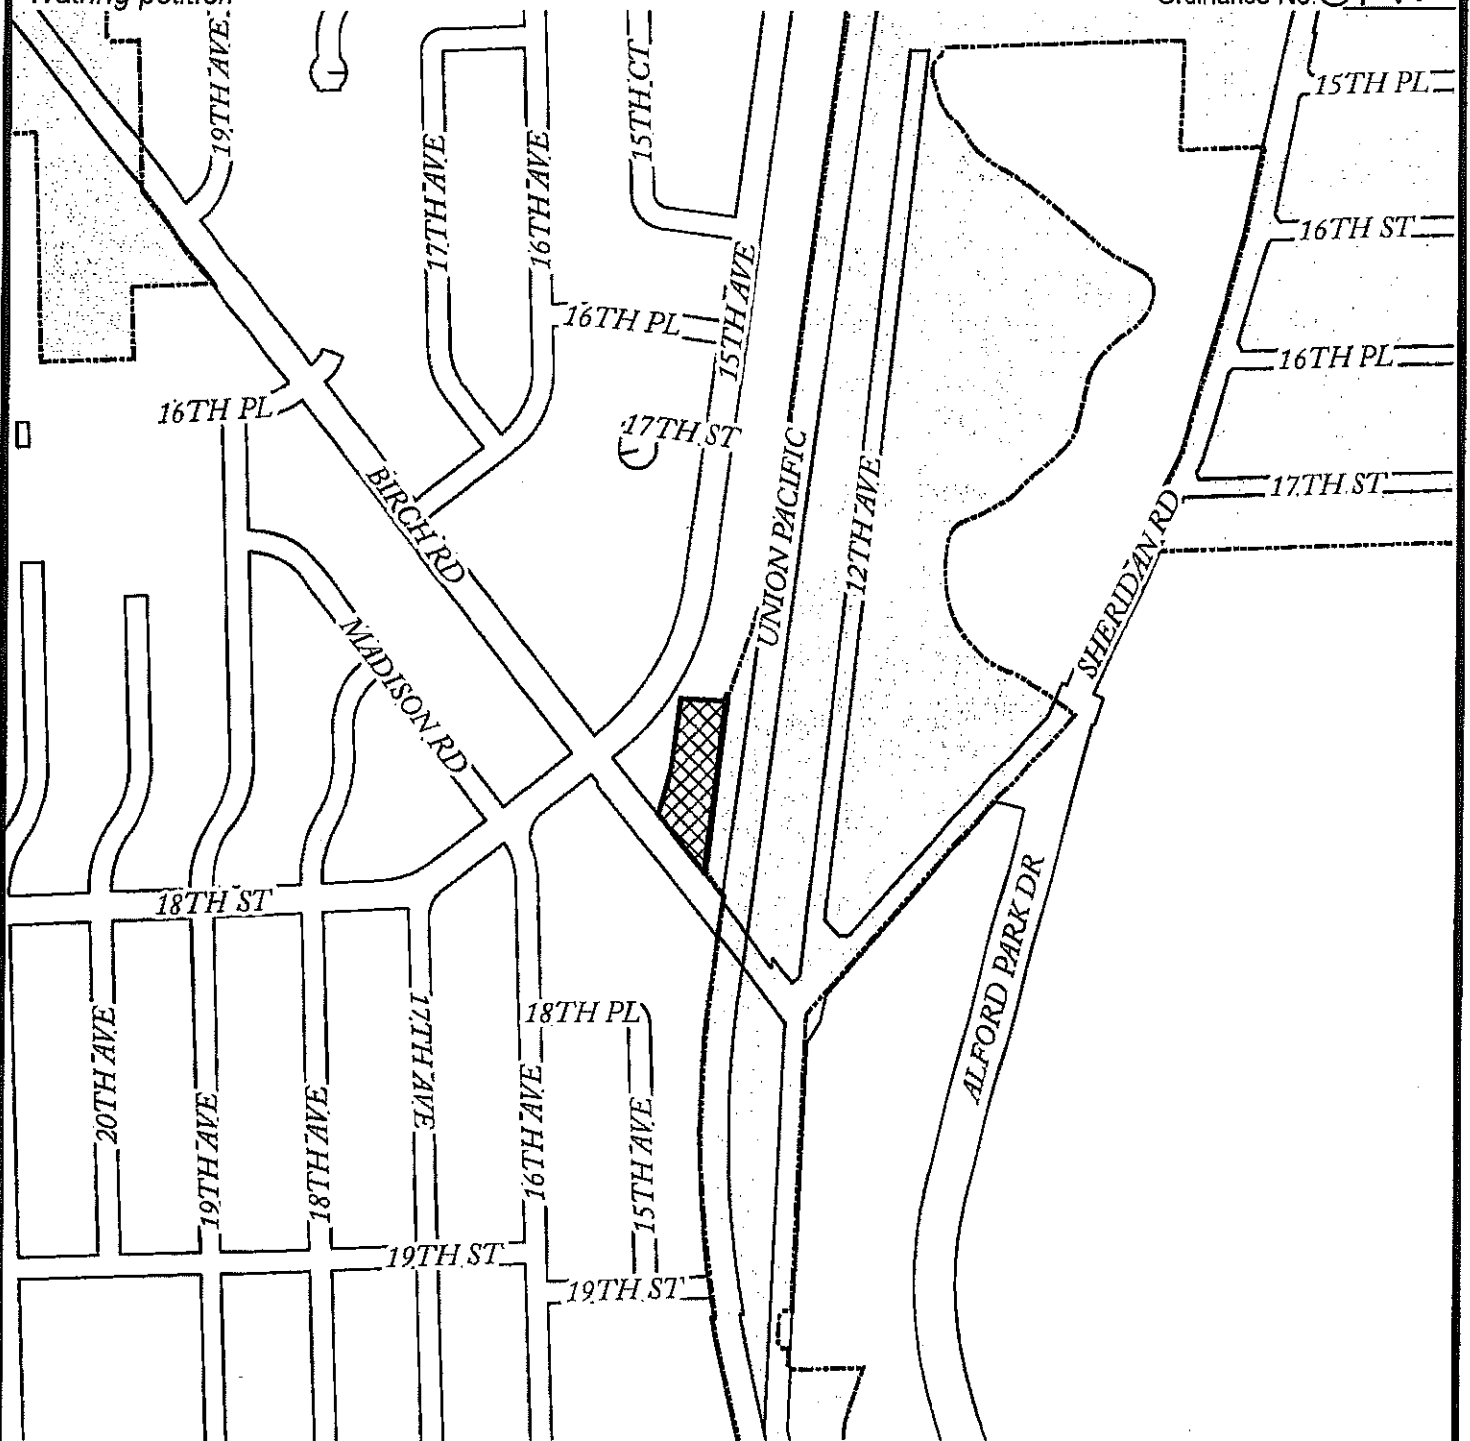 petition
Ordinance No.
19TH AVE
17TH AVE
16TH AVE
15TH CT
15TH PL
16TH ST
16TH PL
15TH AVE
16TH PL
16TH PL
17TH ST
17TH ST
BIRCH RD
UNION PACIFIC
12TH AVE
SHERIDAN RD
MADISON RD
18TH ST
ALFORD PARK DR
18TH PL
20TH AVE
19TH AVE
18TH AVE
17TH AVE
16TH AVE
15TH AVE
19TH ST
19TH ST